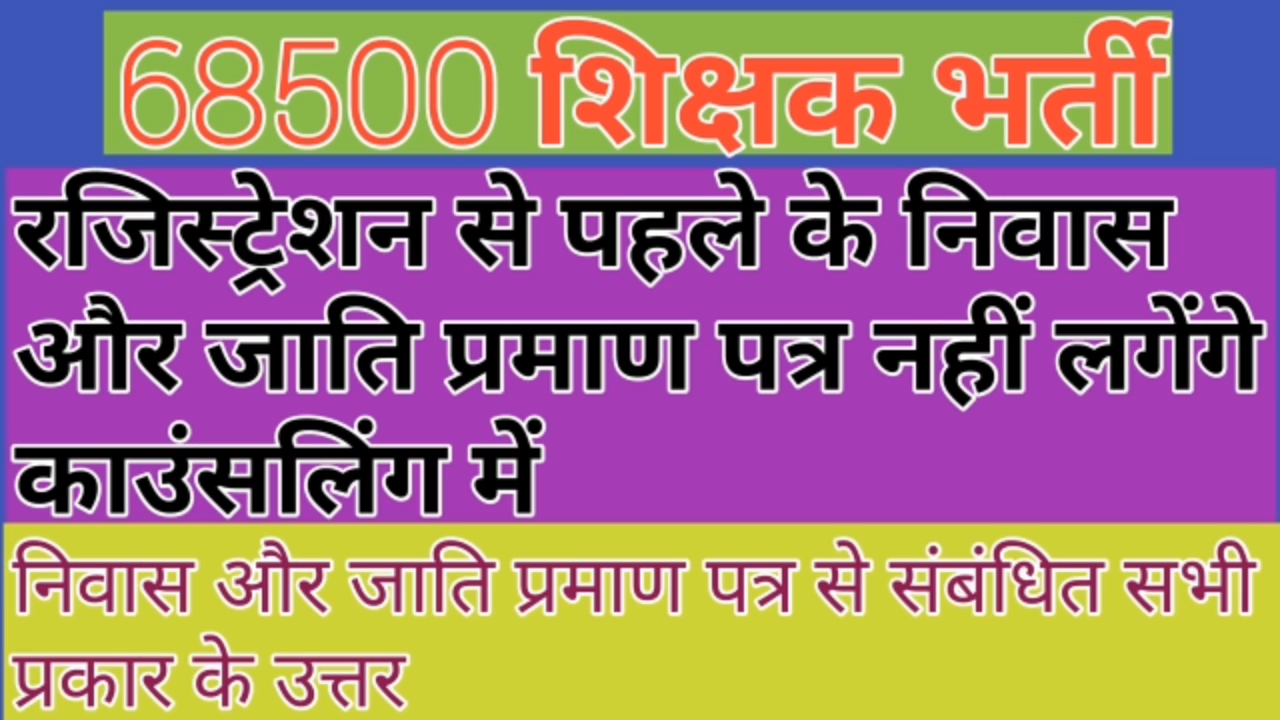 68500 शिक्षक भर्ती
रजिस्ट्रेशन से पहले के निवास
और जाति प्रमाण पत्र नहीं लगेंगे
काउंसलिंग में
निवास और जाति प्रमाण पत्र से संबंधित सभी
प्रकार के उत्तर